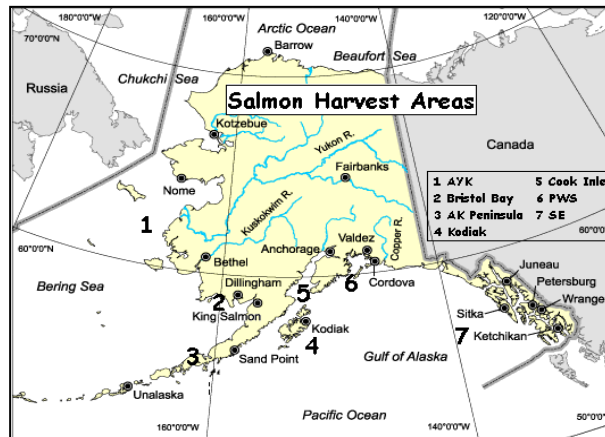 160°0'0"W
Arctic Ocean
140°0'0"W
120°0'0"W
70°0'0"N
Barrow
Beaufort Sea
70°0'0"N
Chukchi Sea
Russia
Salmon Harvest Areas
Kotzebue
Yukon R.
Canada
Fairbanks
Nome
1 AYK
2 Bristol Bay
3 AK Peninsula
4 Kodiak
5 Cook Inle
6 PWS
7 SE
Kuskokwim R.
1
60°0'0"N
Anchorage
Valdez
Copper R.
60°0'0"N
Bethel
Cordova
Juneau
Bering Sea
Dillingham
5
6
Petersburg
2
Wrange
King Salmon
Sitka
Kodiak
7
Ketchikan
3
4
Sand Point
Gulf of Alaska
Unalaska
160°0'0"W
Pacific Ocean
140°0'0"W